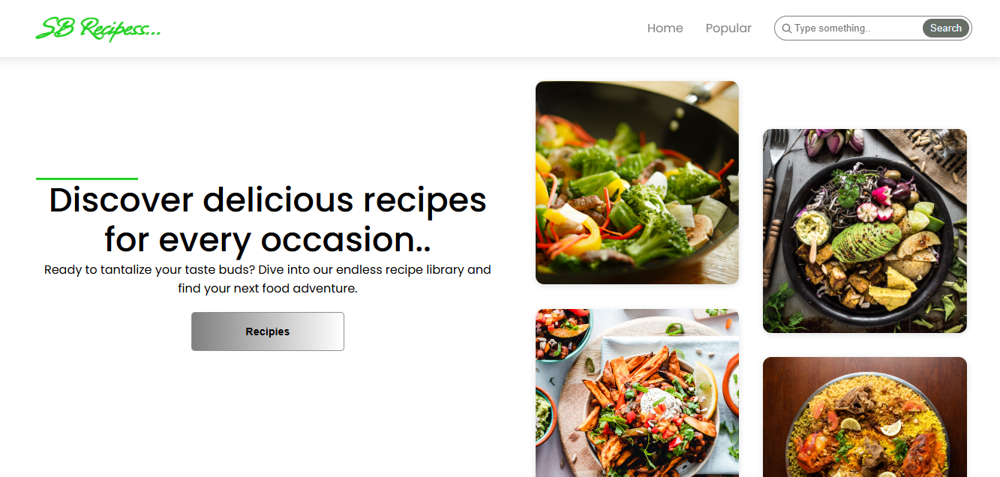 SB Recipess...
Home
Popular
Type something..
Search
Discover delicious recipes
for every occasion..
Ready to tantalize your taste buds? Dive into our endless recipe library and
find your next food adventure.
Recipies